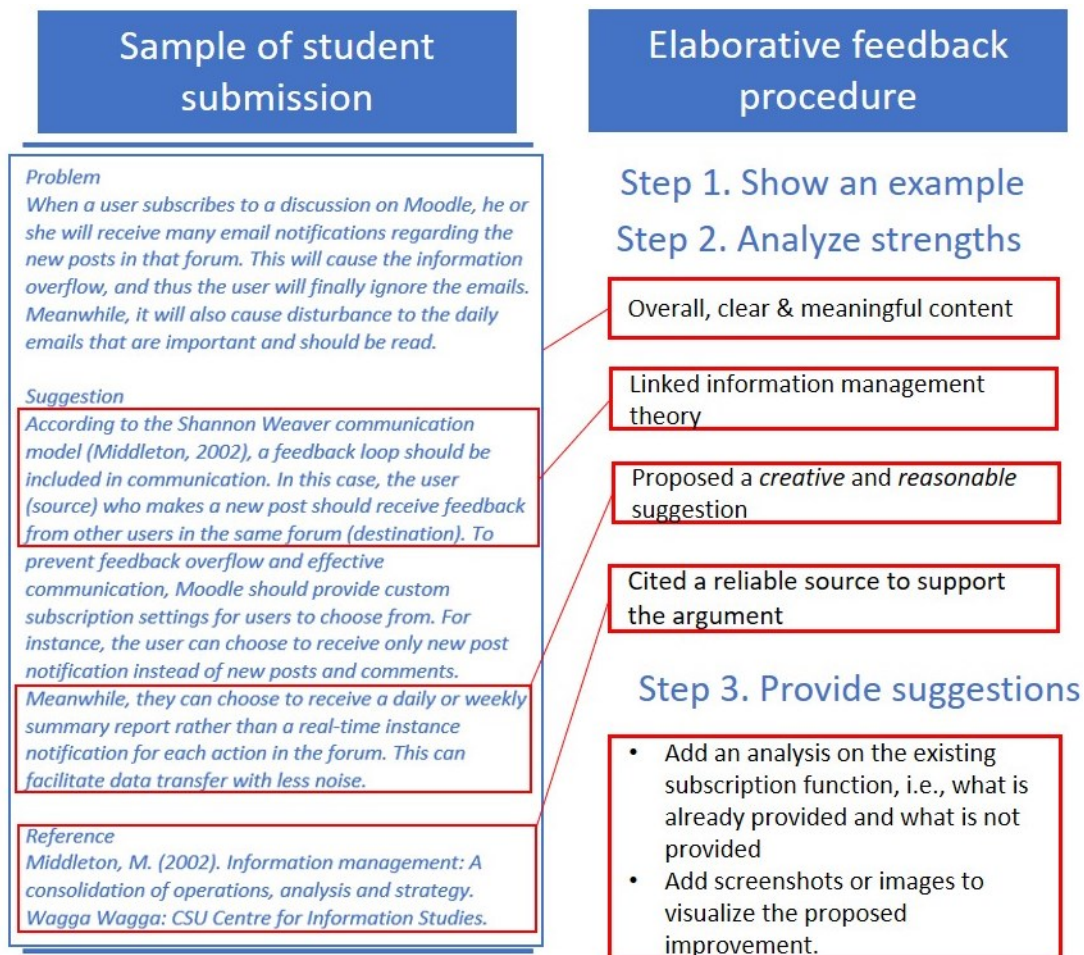 Sample of student
submission
Problem
When a user subscribes to a discussion on Moodle, he or
she will receive many email notifications regarding the
new posts in that forum. This will cause the information
overflow, and thus the user will finally ignore the emails.
Meanwhile, it will also cause disturbance to the daily
emails that are important and should be read.
Suggestion
According to the Shannon Weaver communication
model (Middleton, 2002), a feedback loop should be
included in communication. In this case, the user
(source) who makes a new post should receive feedback
from other users in the same forum (destination). To
prevent feedback overflow and effective
communication, Moodle should provide custom
subscription settings for users to choose from. For
instance, the user can choose to receive only new post
notification instead of new posts and comments.
Meanwhile, they can choose to receive a daily or weekly
summary report rather than a real-time instance
notification for each action in the forum. This can
facilitate data transfer with less noise.
Reference
Middleton, M. (2002). Information management: A
consolidation of operations, analysis and strategy.
Wagga Wagga: CSU Centre for Information Studies.
Elaborative feedback
procedure
Step 1. Show an example
Step 2. Analyze strengths
Overall, clear & meaningful content
Linked information management
theory
Proposed a creative and reasonable
suggestion
Cited a reliable source to support
the argument
Step 3. Provide suggestions
• Add an analysis on the existing
subscription function, i.e., what is
already provided and what is not
provided
• Add screenshots or images to
visualize the proposed
improvement.